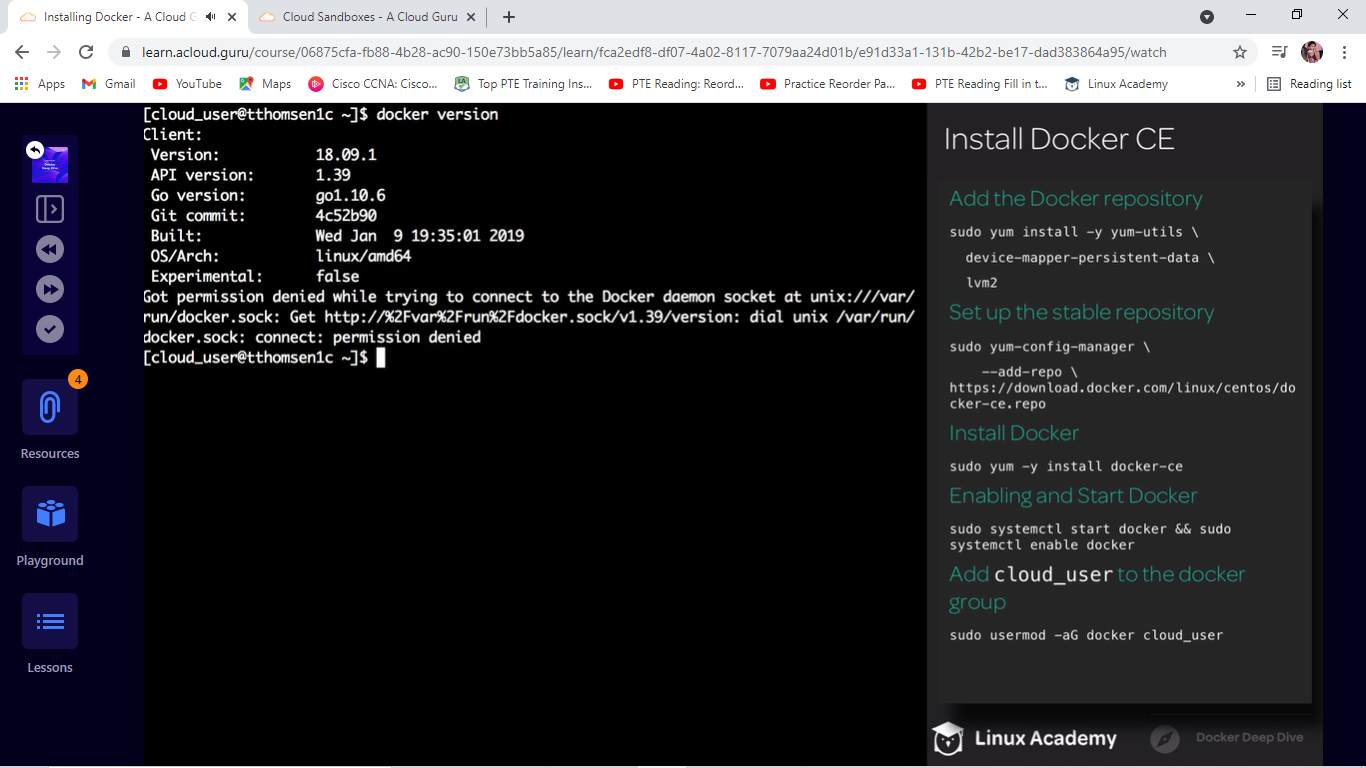 Installing Docker - A Cloud G
Cloud Sandboxes - A Cloud Guru
learn.acloud.guru/course/06875cfa-fb88-4b28-ac90-150e73bb5a85/learn/fca2edf8-df07-4a02-8117-7079aa24d01b/e91d33a1-131b-42b2-be17-dad383864a95/watch
Apps
Gmail
YouTube
Maps
Cisco CCNA: Cisco...
Top PTE Training Ins...
PTE Reading: Reord...
Practice Reorder Pa...
PTE Reading Fill in t...
Linux Academy
»
Reading list
4
Resources
Playground
Lessons
[cloud_user@tthomsen1c ~]$ docker version
Client:
Version: 18.09.1
API version: 1.39
Go version: go1.10.6
Git commit: 4c52b90
Built: Wed Jan  9 19:35:01 2019
OS/Arch: linux/amd64
Experimental: false
Got permission denied while trying to connect to the Docker daemon socket at unix:///var/
run/docker.sock: Get http://%2Fvar%2Frun%2Fdocker.sock/v1.39/version: dial unix /var/run/
docker.sock: connect: permission denied
[cloud_user@tthomsen1c ~]$
Install Docker CE
Add the Docker repository
sudo yum install -y yum-utils \
device-mapper-persistent-data \
lvm2
Set up the stable repository
sudo yum-config-manager \
--add-repo \
https://download.docker.com/linux/centos/do
cker-ce.repo
Install Docker
sudo yum -y install docker-ce
Enabling and Start Docker
sudo systemctl start docker && sudo
systemctl enable docker
Add cloud_user to the docker
group
sudo usermod -aG docker cloud_user
Linux Academy
Docker Deep Dive